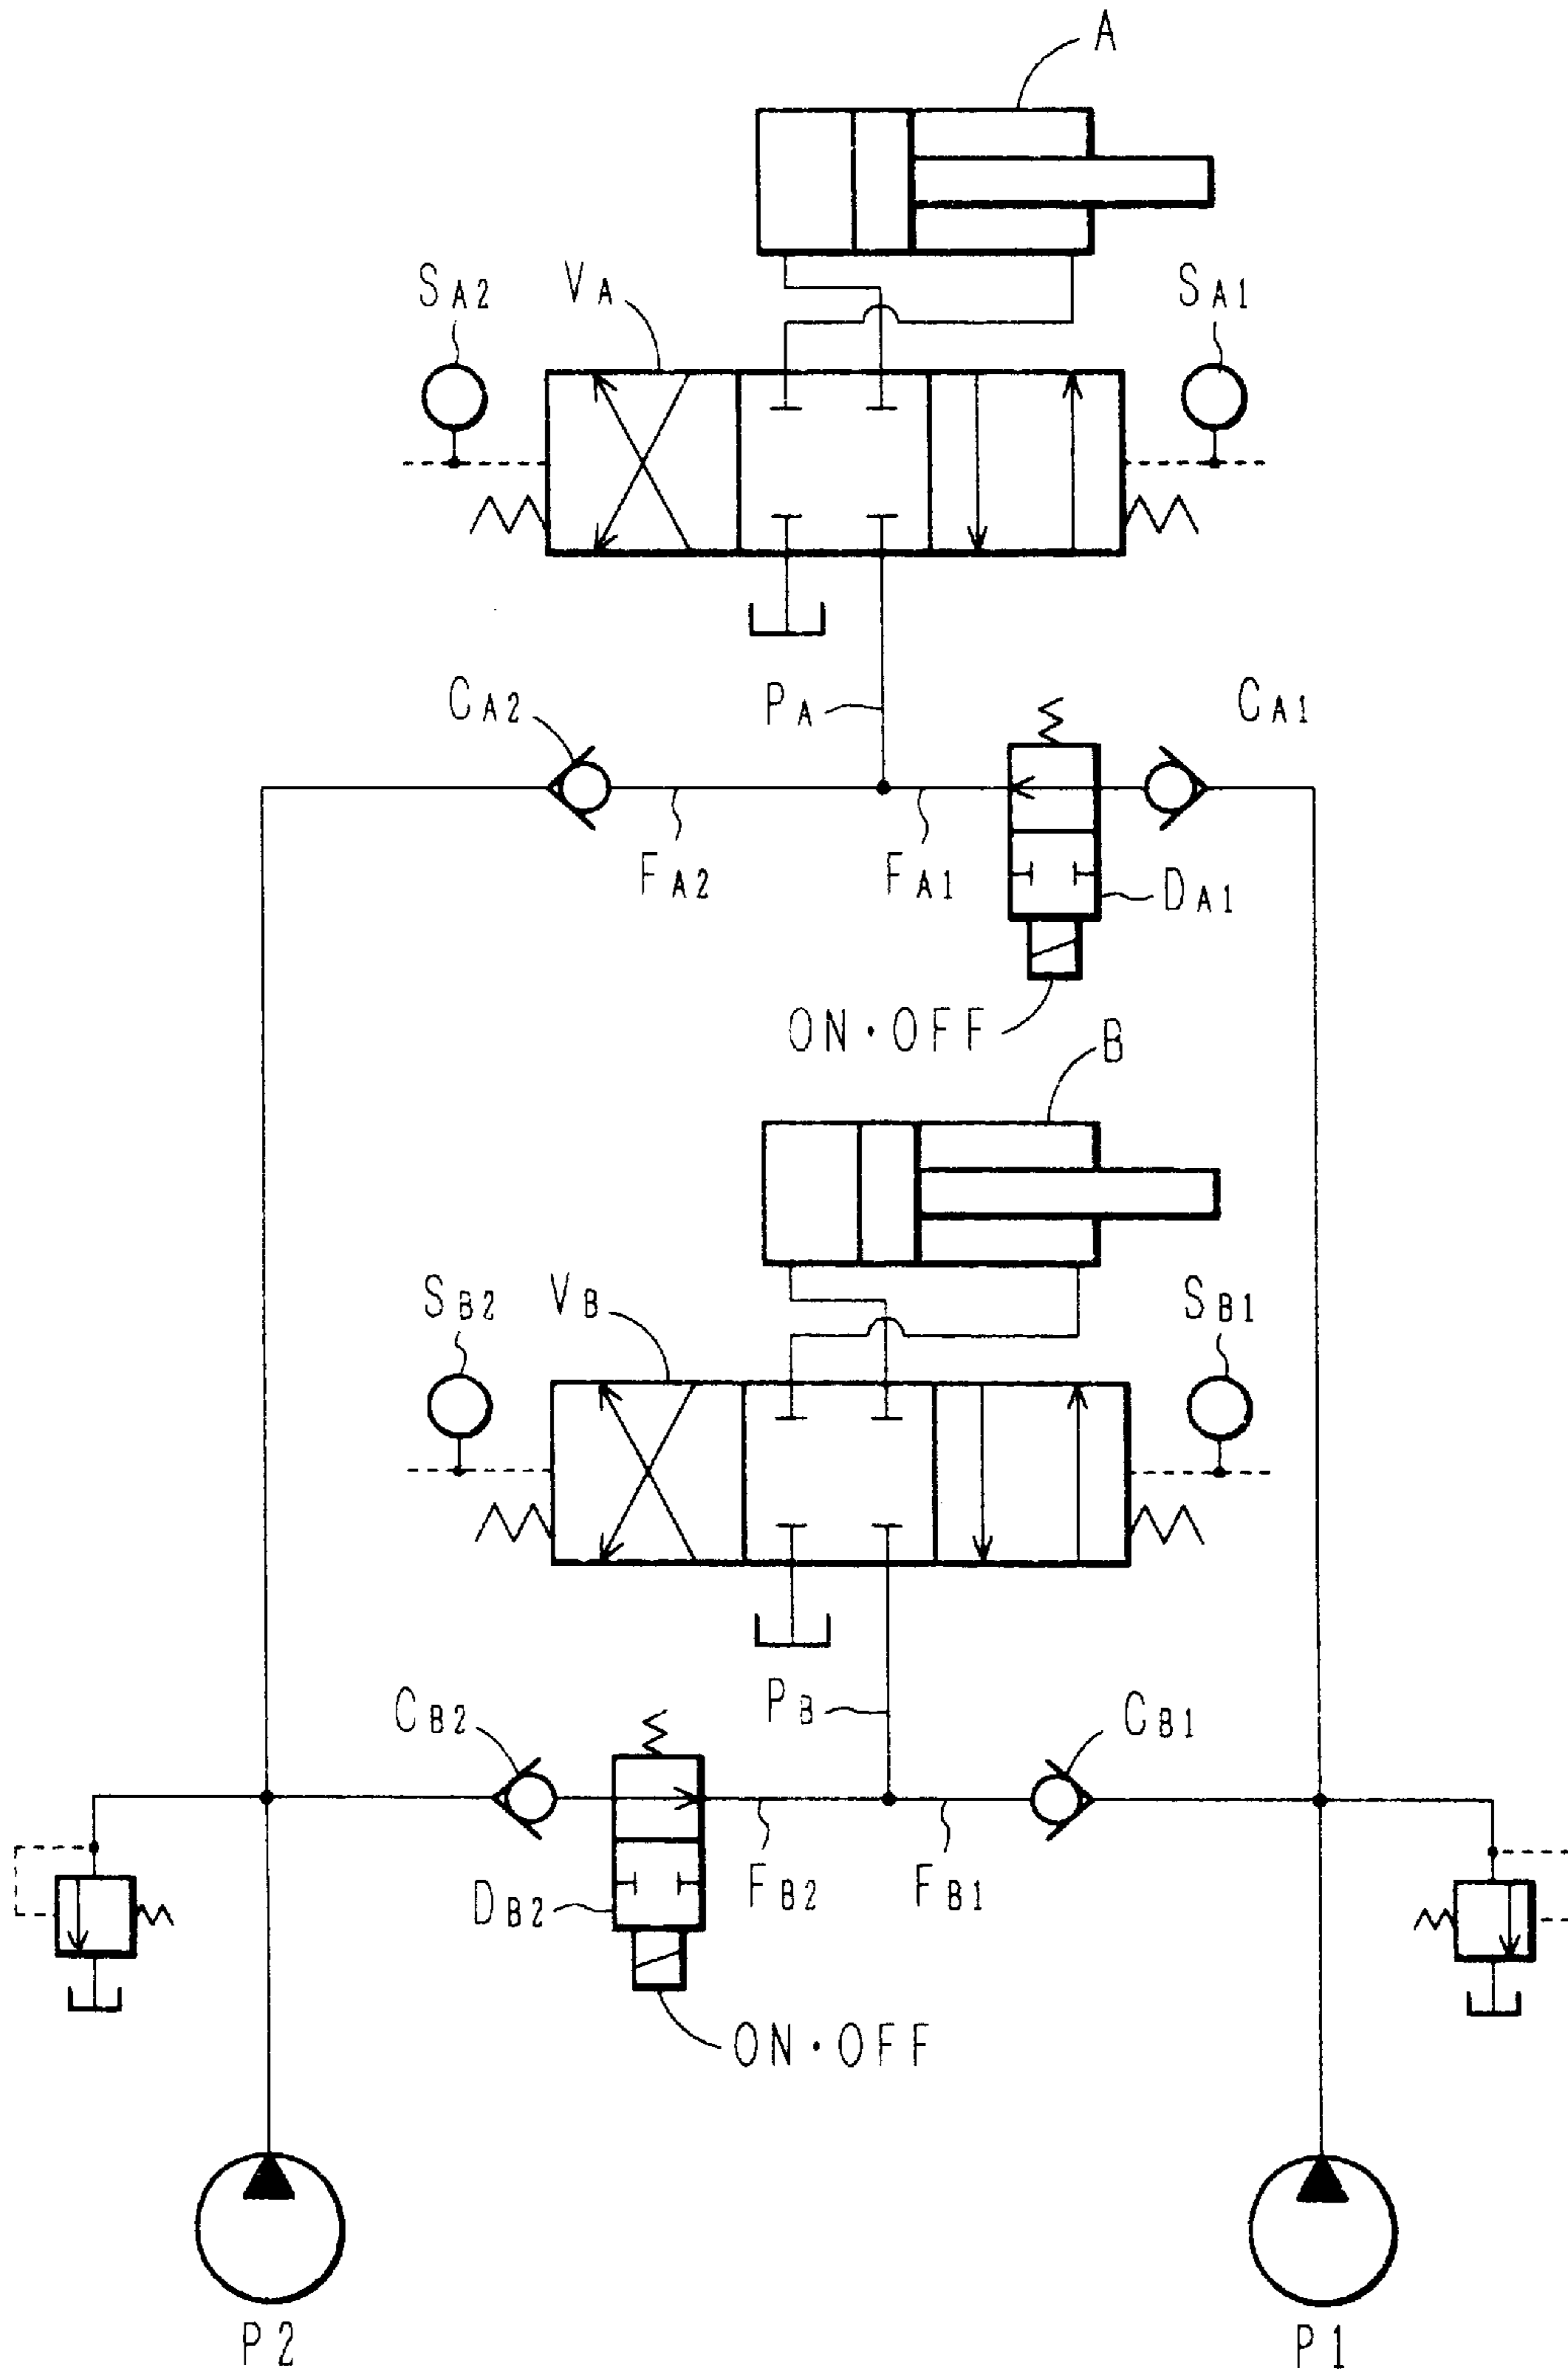 A
SA2
VA
SA1
CA2
PA
CA1
FA2
FA1
DA1
ON·OFF
B
SB2
VB
SB1
CB2
PB
CB1
DB2
FB2
FB1
ON·OFF
P2
P1